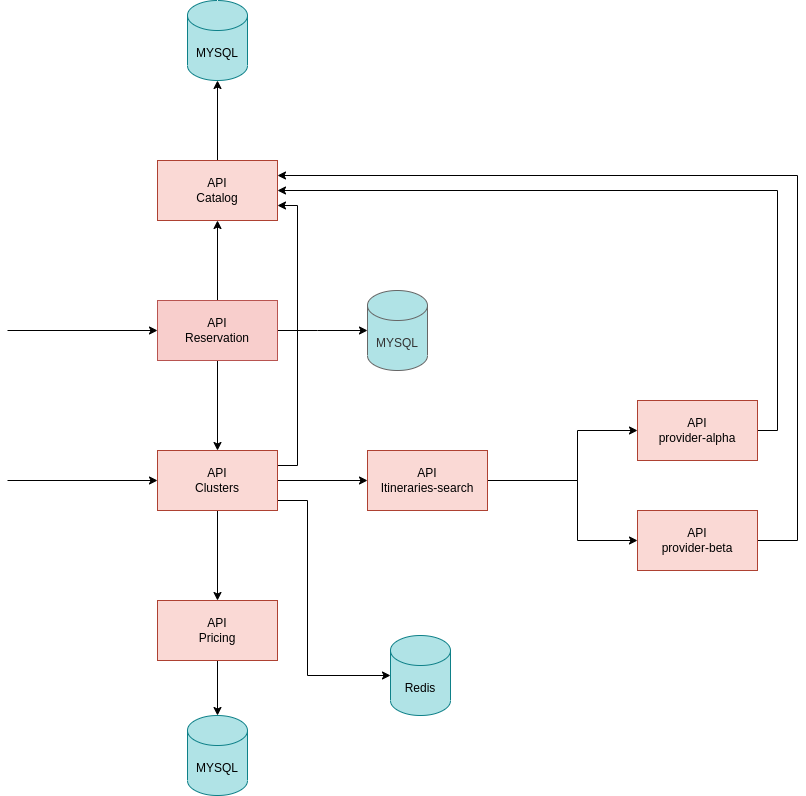 MYSQL
API
Catalog
API
Reservation
MYSQL
API
provider-alpha
API
Clusters
API
Itineraries-search
API
provider-beta
API
Pricing
Redis
MYSQL